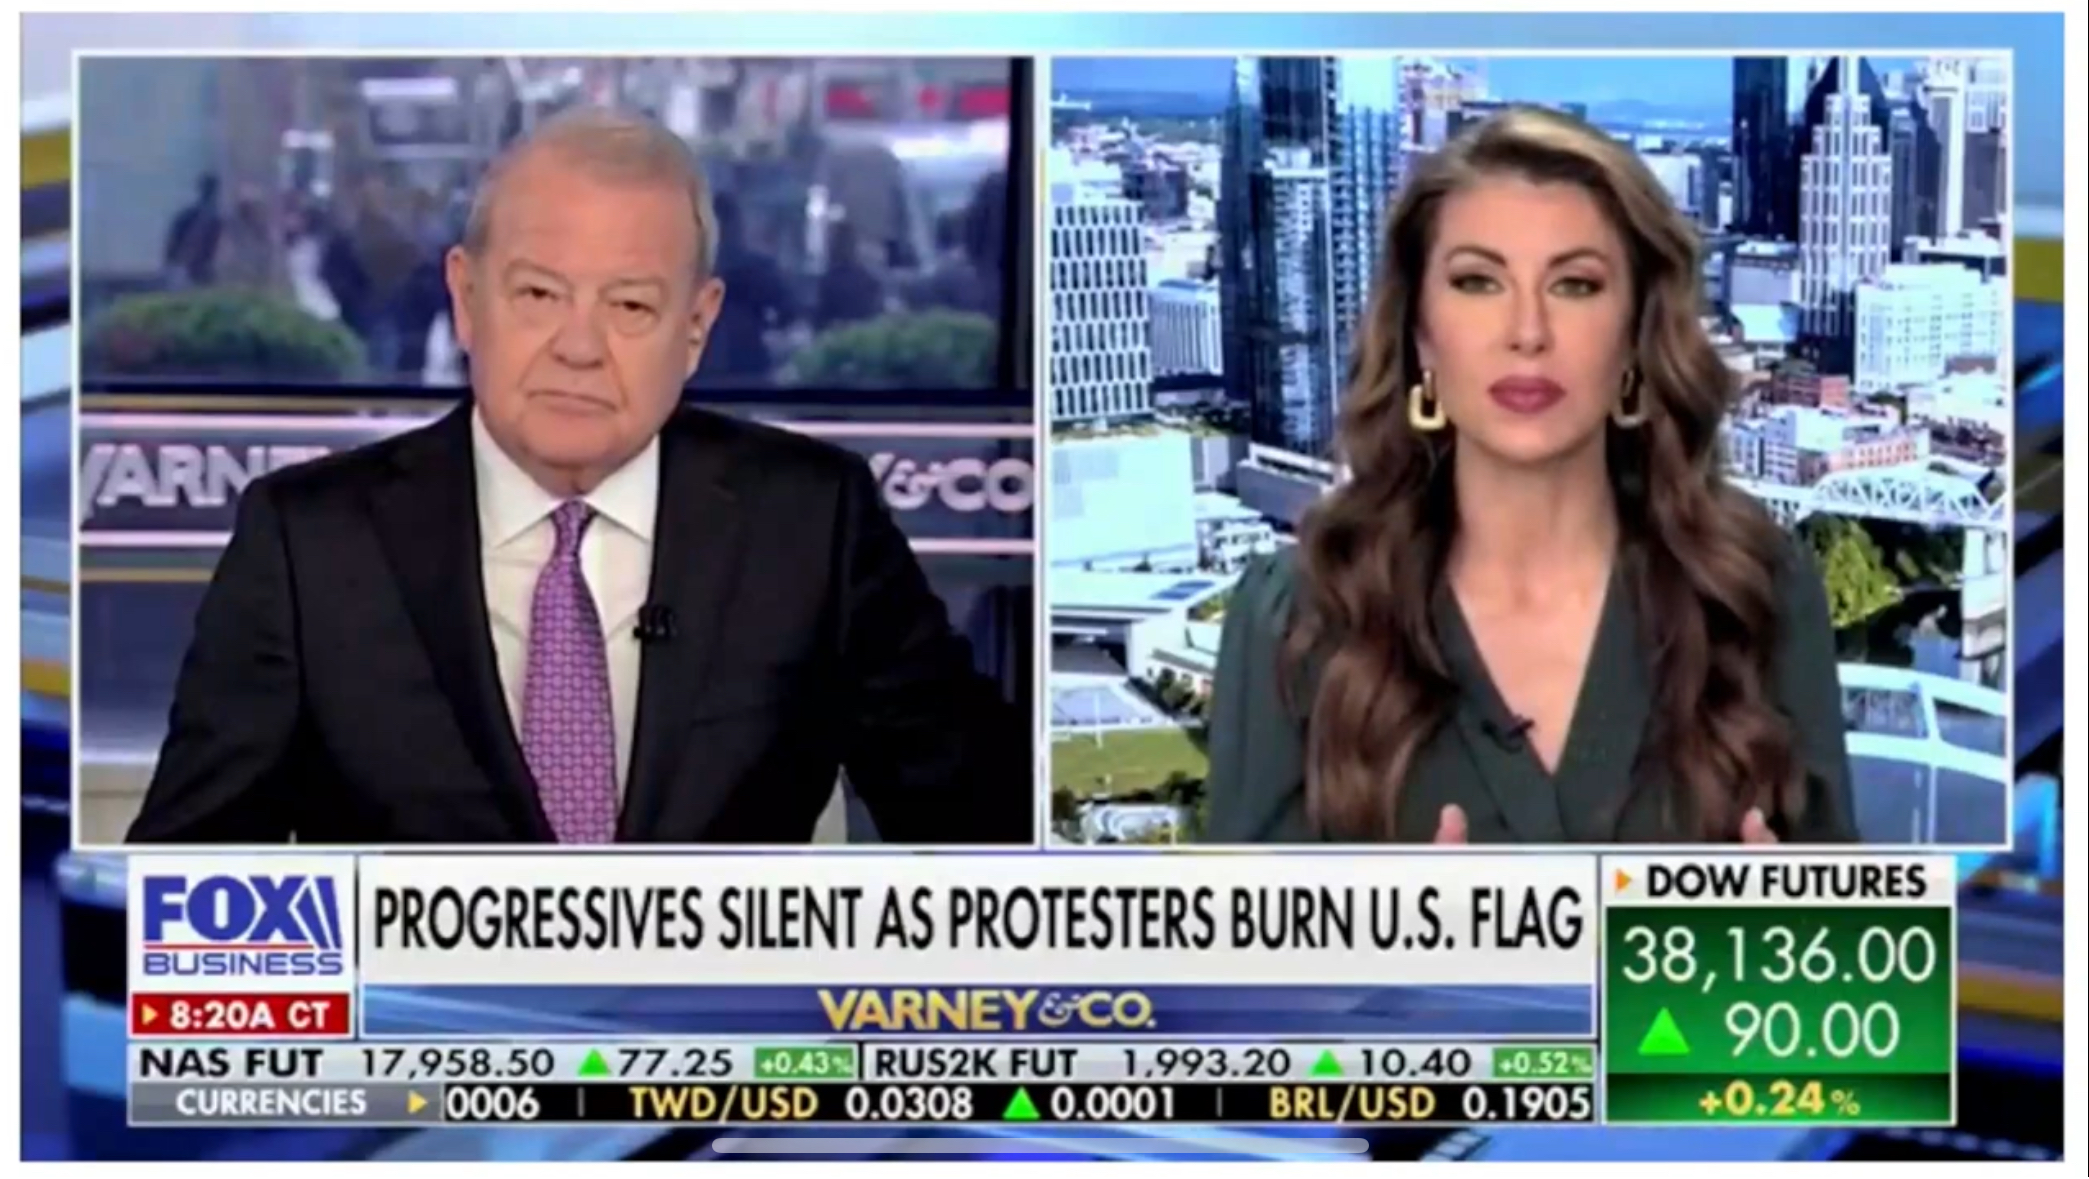 VARNEY&CO
FOX
BUSINESS
8:20A CT
PROGRESSIVES SILENT AS PROTESTERS BURN U.S. FLAG
VARNEY&CO.
DOW FUTURES
38,136.00
90.00
+0.24%
NAS FUT 17,958.50 77.25 +0.43% RUS2K FUT 1,993.20 10.40 +0.52%
CURRENCIES 0006 TWD/USD 0.0308 0.0001 BRL/USD 0.1905